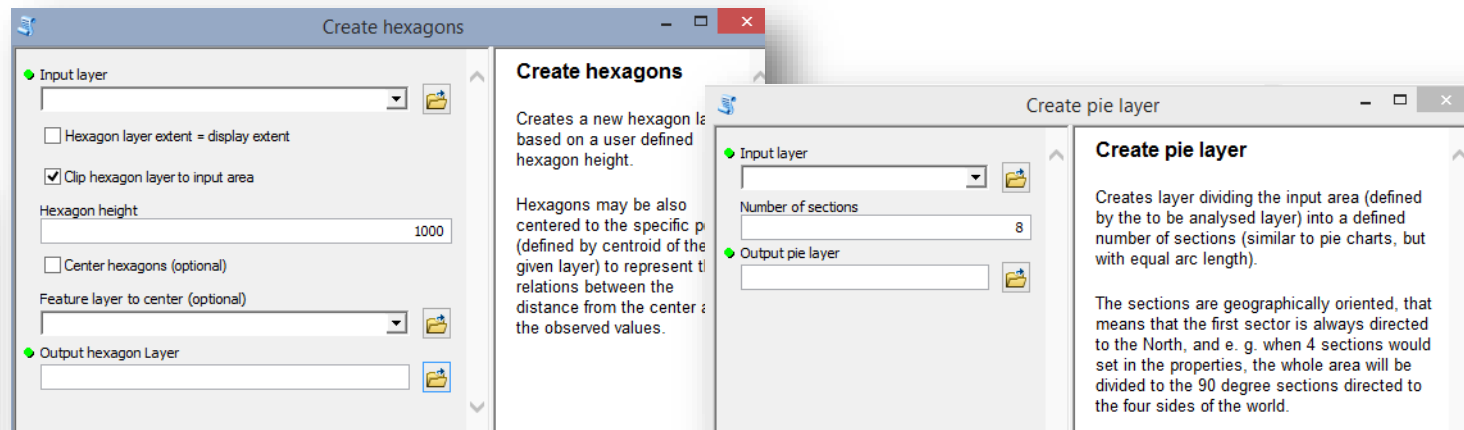 Create hexagons
Input layer
Hexagon layer extent = display extent
Clip hexagon layer to input area
Hexagon height
1000
Center hexagons (optional)
Feature layer to center (optional)
Output hexagon Layer
Create hexagons
Creates a new hexagon
based on a user defined
hexagon height.
Hexagons may be also
centered to the specific
(defined by centroid of the
given layer) to represent
relations between the
distance from the center
the observed values.
Create pie layer
Input layer
Number of sections
8
Output pie layer
Create pie layer
Creates layer dividing the input area (defined
by the to be analysed layer) into a defined
number of sections (similar to pie charts, but
with equal arc length).
The sections are geographically oriented, that
means that the first sector is always directed
to the North, and e. g. when 4 sections would
set in the properties, the whole area will be
divided to the 90 degree sections directed to
the four sides of the world.